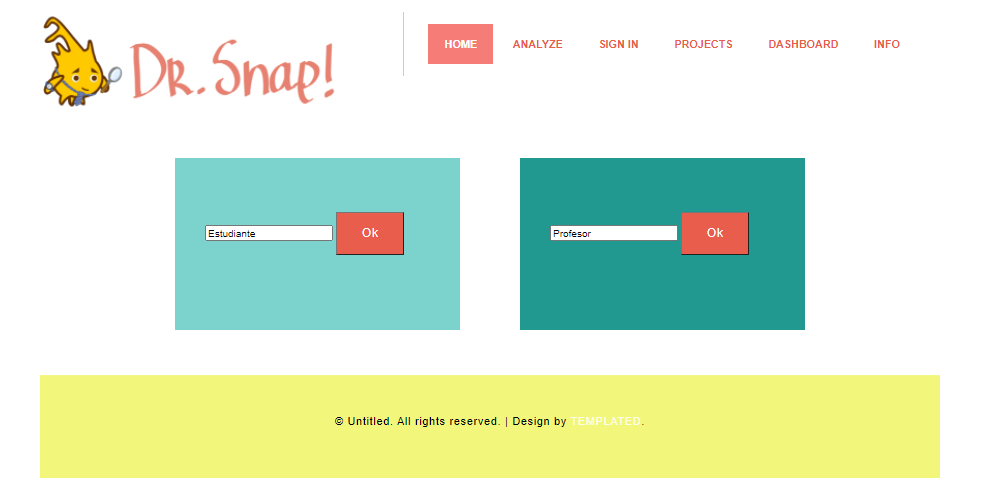 Dr. Snap!
HOME ANALYZE SIGN IN PROJECTS DASHBOARD INFO
Estudiante Ok
Profesor Ok
© Untitled. All rights reserved. | Design by TEMPLATED.